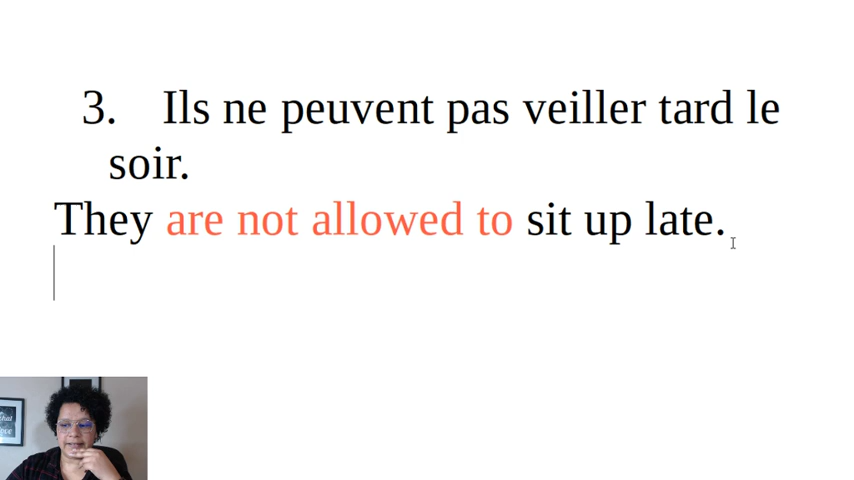 3. Ils ne peuvent pas veiller tard le
soir.
They are not allowed to sit up late.